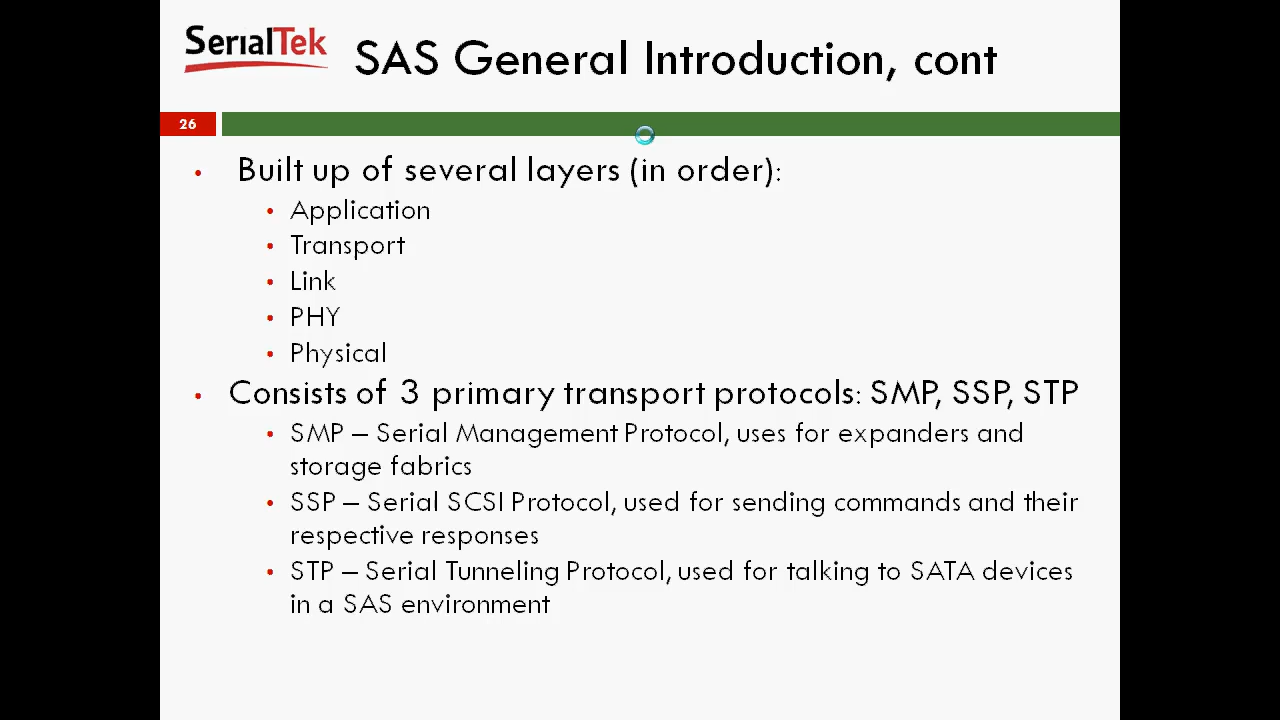 SerialTek
SAS General Introduction, cont
26
• Built up of several layers (in order):
• Application
• Transport
• Link
• PHY
• Physical
• Consists of 3 primary transport protocols: SMP, SSP, STP
• SMP – Serial Management Protocol, uses for expanders and
storage fabrics
• SSP – Serial SCSI Protocol, used for sending commands and their
respective responses
• STP – Serial Tunneling Protocol, used for talking to SATA devices
in a SAS environment